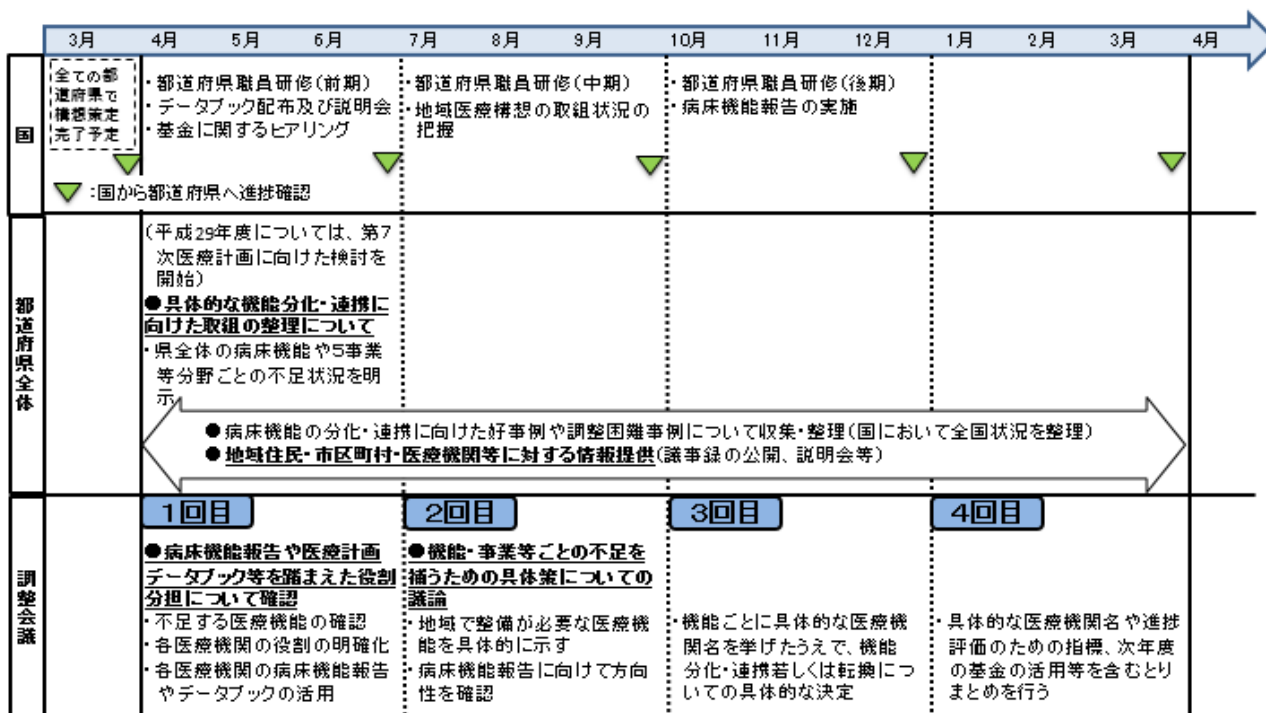 3月 4月 5月 6月 7月 8月 9月 10月 11月 12月 1月 2月 3月 4月
国
全ての都
道府県で
構想策定
完了予定
・都道府県職員研修(前期)
・データブック配布及び説明会
・基金に関するヒアリング
・都道府県職員研修(中期)
・地域医療構想の取組状況の
把握
・都道府県職員研修(後期)
・病床機能報告の実施
:国から都道府県へ進捗確認
都道府県全体
(平成29年度については、第7
次医療計画に向けた検討を
開始)
●具体的な機能分化・連携に
向けた取組の整理について
・県全体の病床機能や5事業
等分野ごとの不足状況を明
示
●病床機能の分化・連携に向けた好事例や調整困難事例について収集・整理(国において全国状況を整理)
●地域住民・市区町村・医療機関等に対する情報提供(議事録の公開、説明会等)
調整会議
1回目
●病床機能報告や医療計画
データブック等を踏まえた役割
分担について確認
・不足する医療機能の確認
・各医療機関の役割の明確化
・各医療機関の病床機能報告
やデータブックの活用
2回目
●機能・事業等ごとの不足を
補うための具体策についての
議論
・地域で整備が必要な医療機
能を具体的に示す
・病床機能報告に向けて方向
性を確認
3回目
・機能ごとに具体的な医療機
関名を挙げたうえで、機能
分化・連携若しくは転換につ
いての具体的な決定
4回目
・具体的な医療機関名や進捗
評価のための指標、次年度
の基金の活用等を含むとり
まとめを行う